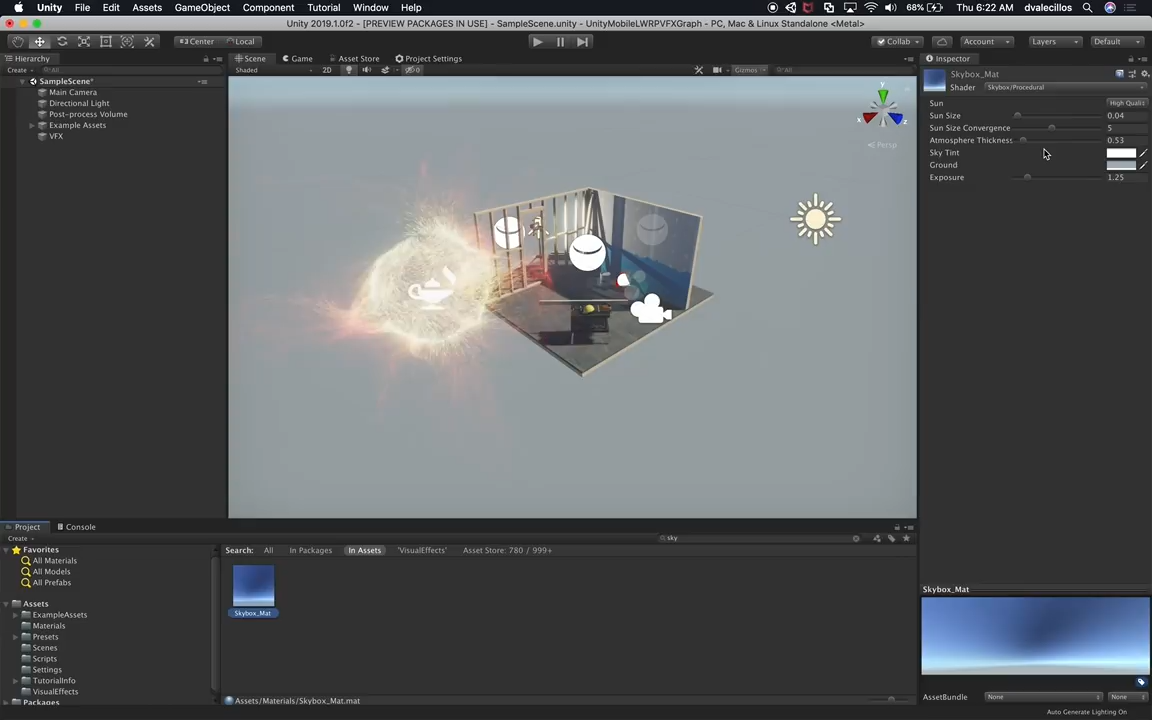 Unity File Edit Assets GameObject Component Tutorial Window Help 68% Thu 6:22 AM dvalecillos
Unity 2019.1.0f2 - [PREVIEW PACKAGES IN USE] - SampleScene.unity - UnityMobileLWRPVFXGraph - PC, Mac & Linux Standalone <Metal>
Center Local Collab Account Layers Default
Hierarchy Scene Game Asset Store Project Settings Inspector
Create All Shaded 2D Gizmos All
SampleScene*
Main Camera
Directional Light
Post-process Volume
Example Assets
VFX
x y z
Persp
Skybox_Mat
Shader Skybox/Procedural
Sun High Quali
Sun Size 0.04
Sun Size Convergence 5
Atmosphere Thickness 0.53
Sky Tint
Ground
Exposure 1.25
Project Console
Create sky
Favorites
All Materials
All Models
All Prefabs
Assets
ExampleAssets
Materials
Presets
Scenes
Scripts
Settings
TutorialInfo
VisualEffects
Packages
Search: All In Packages In Assets 'VisualEffects' Asset Store: 780 / 999+
Skybox_Mat
Assets/Materials/Skybox_Mat.mat
Skybox_Mat
AssetBundle None None
Auto Generate Lighting On